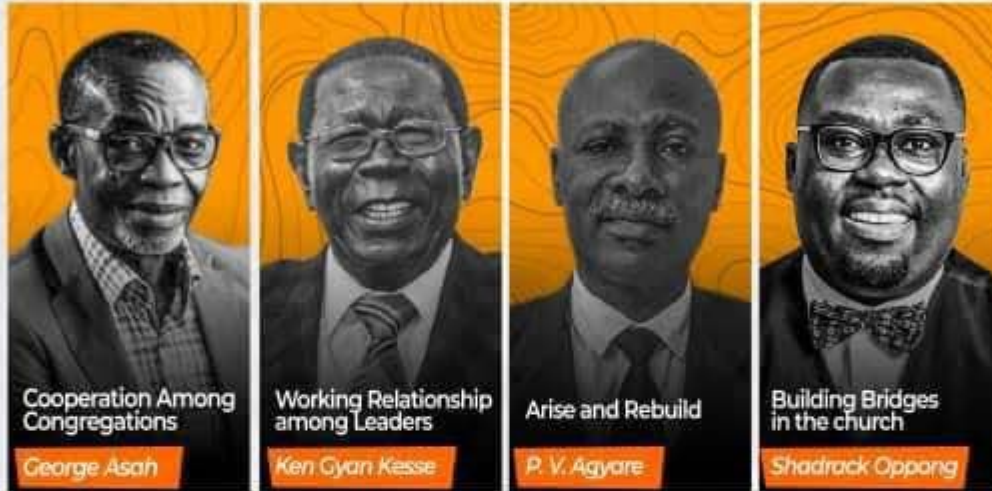 Cooperation Among
Congregations
George Asah
Working Relationship
among Leaders
Ken Gyan Kesse
Arise and Rebuild
P. V. Agyare
Building Bridges
in the church
Shadrack Oppong